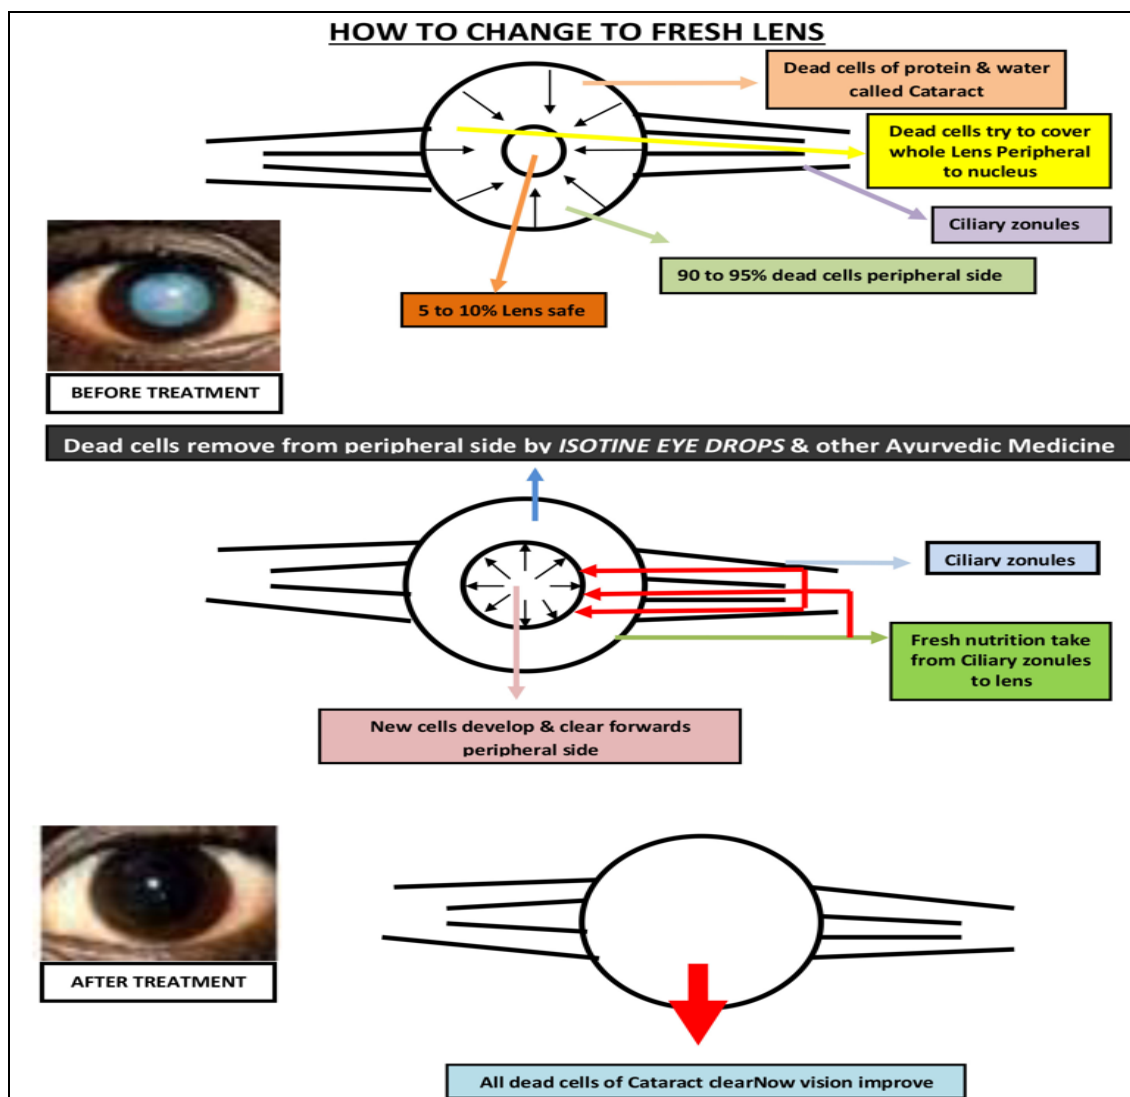 HOW TO CHANGE TO FRESH LENS
Dead cells of protein & water
called Cataract
Dead cells try to cover
whole Lens Peripheral
to nucleus
Ciliary zonules
90 to 95% dead cells peripheral side
5 to 10% Lens safe
BEFORE TREATMENT
Dead cells remove from peripheral side by ISOTINE EYE DROPS & other Ayurvedic Medicine
Ciliary zonules
Fresh nutrition take
from Ciliary zonules
to lens
New cells develop & clear forwards
peripheral side
AFTER TREATMENT
All dead cells of Cataract clearNow vision improve